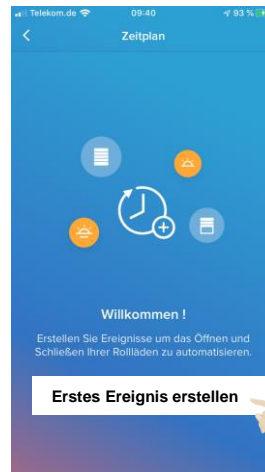 Telekom.de 09:40 93 %
Zeitplan
Willkommen !
Erstellen Sie Ereignisse um das Öffnen und
Schließen Ihrer Rollläden zu automatisieren.
Erstes Ereignis erstellen